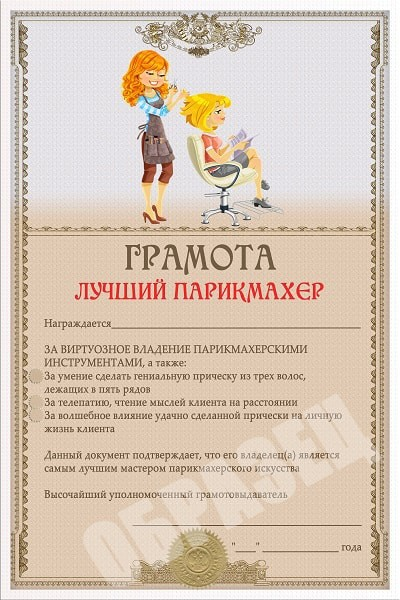 ГРАМОТА
ЛУЧШИЙ ПАРИКМАХЕР
Награждается
ЗА ВИРТУОЗНОЕ ВЛАДЕНИЕ ПАРИКМАХЕРСКИМИ
ИНСТРУМЕНТАМИ, а также:
За умение сделать гениальную прическу из трех волос,
лежащих в пять рядов
За телепатию, чтение мыслей клиента на расстоянии
За волшебное влияние удачно сделанной прически на личную
жизнь клиента
Данный документ подтверждает, что его владелец(а) является
самым лучшим мастером парикмахерского искусства
Высочайший уполномоченный грамотовыдаватель
"___" ________________ года
ОБРАЗЕЦ